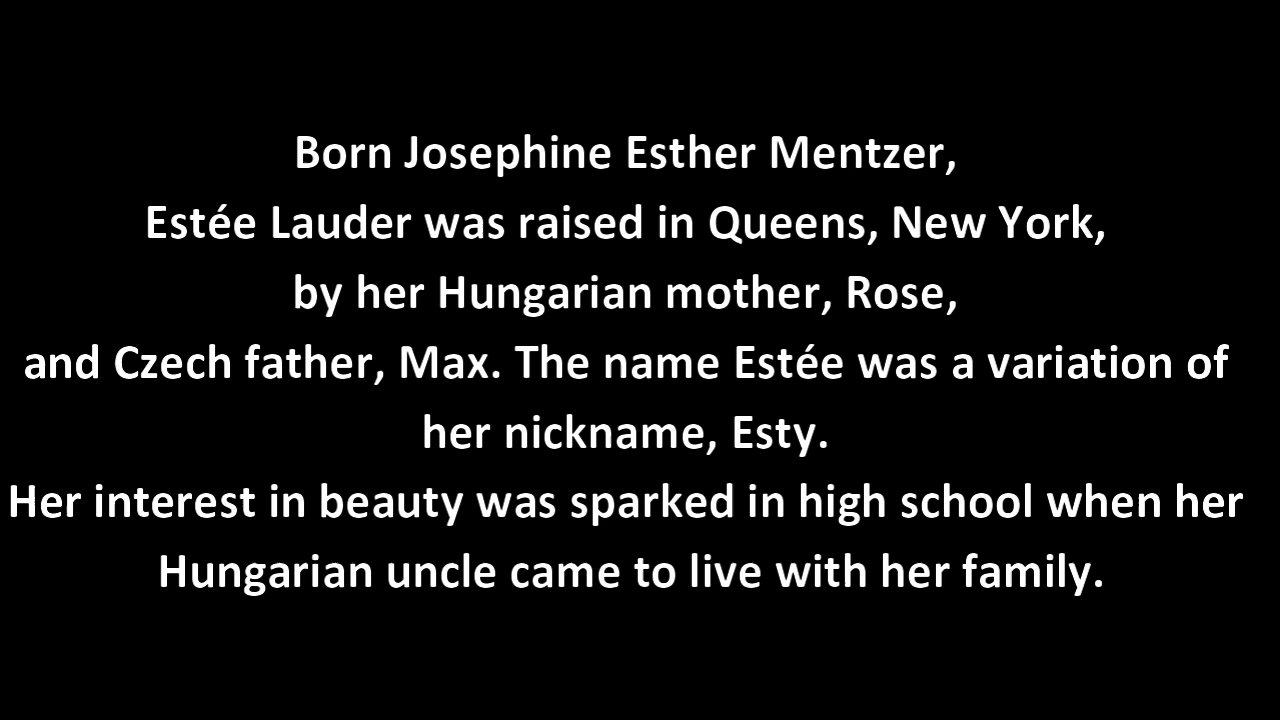 Born Josephine Esther Mentzer,
Estée Lauder was raised in Queens, New York,
by her Hungarian mother, Rose,
and Czech father, Max. The name Estée was a variation of
her nickname, Esty.
Her interest in beauty was sparked in high school when her
Hungarian uncle came to live with her family.